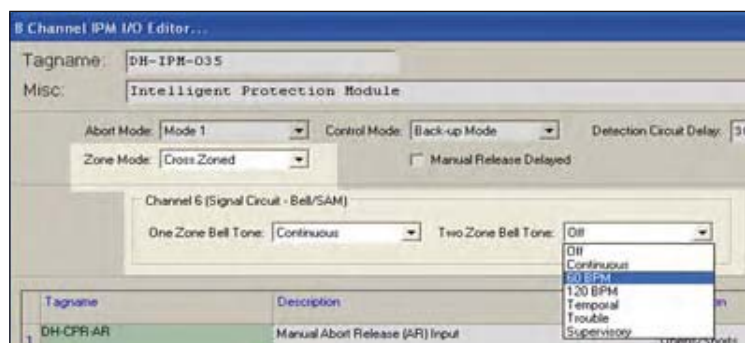 8 Channel IPM I/O Editor...
Tagname: DH-IPM-035
Misc: Intelligent Protection Module
Abort Mode: Mode 1 Control Mode: Back-up Mode Detection Circuit Delay:
Zone Mode: Cross Zoned Manual Release Delayed
Channel 6 (Signal Circuit - Bell/SAM)
One Zone Bell Tone: Continuous Two Zone Bell Tone: Off
Off
Continuous
60 BPM
120 BPM
Temporal
Trouble
Supervisory
Tagname Description
1 DH-CPR-AR Manual Abort Release (AR) Input